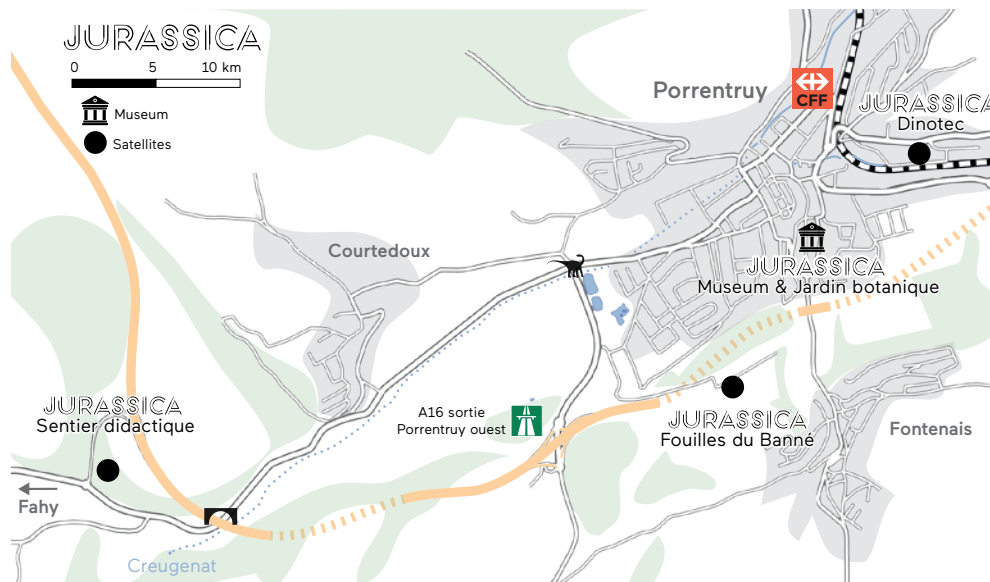 JURASSICA
0 5 10 km
Museum
Satellites
Porrentruy
CFF
JURASSICA
Dinotec
Courtedoux
JURASSICA
Museum & Jardin botanique
JURASSICA
Sentier didactique
A16 sortie
Porrentruy ouest
JURASSICA
Fouilles du Banné
Fontenais
Fahy
Creugenat